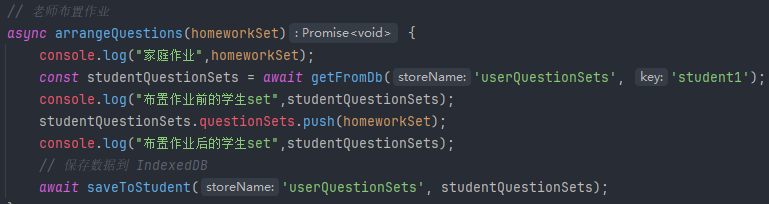 // 老师布置作业
async arrangeQuestions(homeworkSet) : Promise<void> {
console.log("家庭作业",homeworkSet);
const studentQuestionSets = await getFromDb( storeName: 'userQuestionSets', key: 'student1');
console.log("布置作业前的学生set",studentQuestionSets);
studentQuestionSets.questionSets.push(homeworkSet);
console.log("布置作业后的学生set",studentQuestionSets);
// 保存数据到 IndexedDB
await saveToStudent( storeName: 'userQuestionSets', studentQuestionSets);